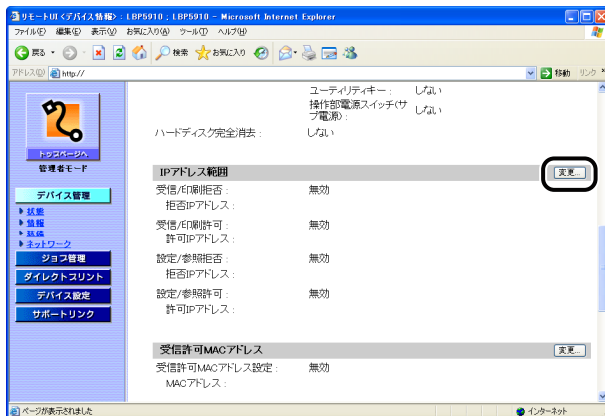 リモートUI <デバイス情報> : LBP5910 ; LBP5910 - Microsoft Internet Explorer
ファイル(F) 編集(E) 表示(V) お気に入り(A) ツール(T) ヘルプ(H)
戻る 検索 お気に入り
アドレス(D) http:// 移動 リンク
トップページへ
管理者モード
デバイス管理
状態
情報
装備
ネットワーク
ジョブ管理
ダイレクトプリント
デバイス設定
サポートリンク
ユーティリティキー : しない
操作部電源スイッチ(サブ電源) : しない
ハードディスク完全消去 : しない
IPアドレス範囲 変更...
受信/印刷拒否 : 無効
拒否IPアドレス :
受信/印刷許可 : 無効
許可IPアドレス :
設定/参照拒否 : 無効
拒否IPアドレス :
設定/参照許可 : 無効
許可IPアドレス :
受信許可MACアドレス 変更...
受信許可MACアドレス設定 : 無効
MACアドレス :
ページが表示されました インターネット